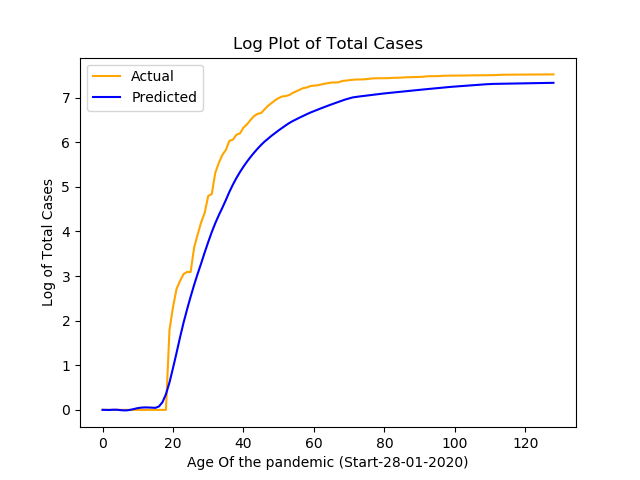 Log Plot of Total Cases
Actual
Predicted
Log of Total Cases
7
6
5
4
3
2
1
0
0 20 40 60 80 100 120
Age Of the pandemic (Start-28-01-2020)